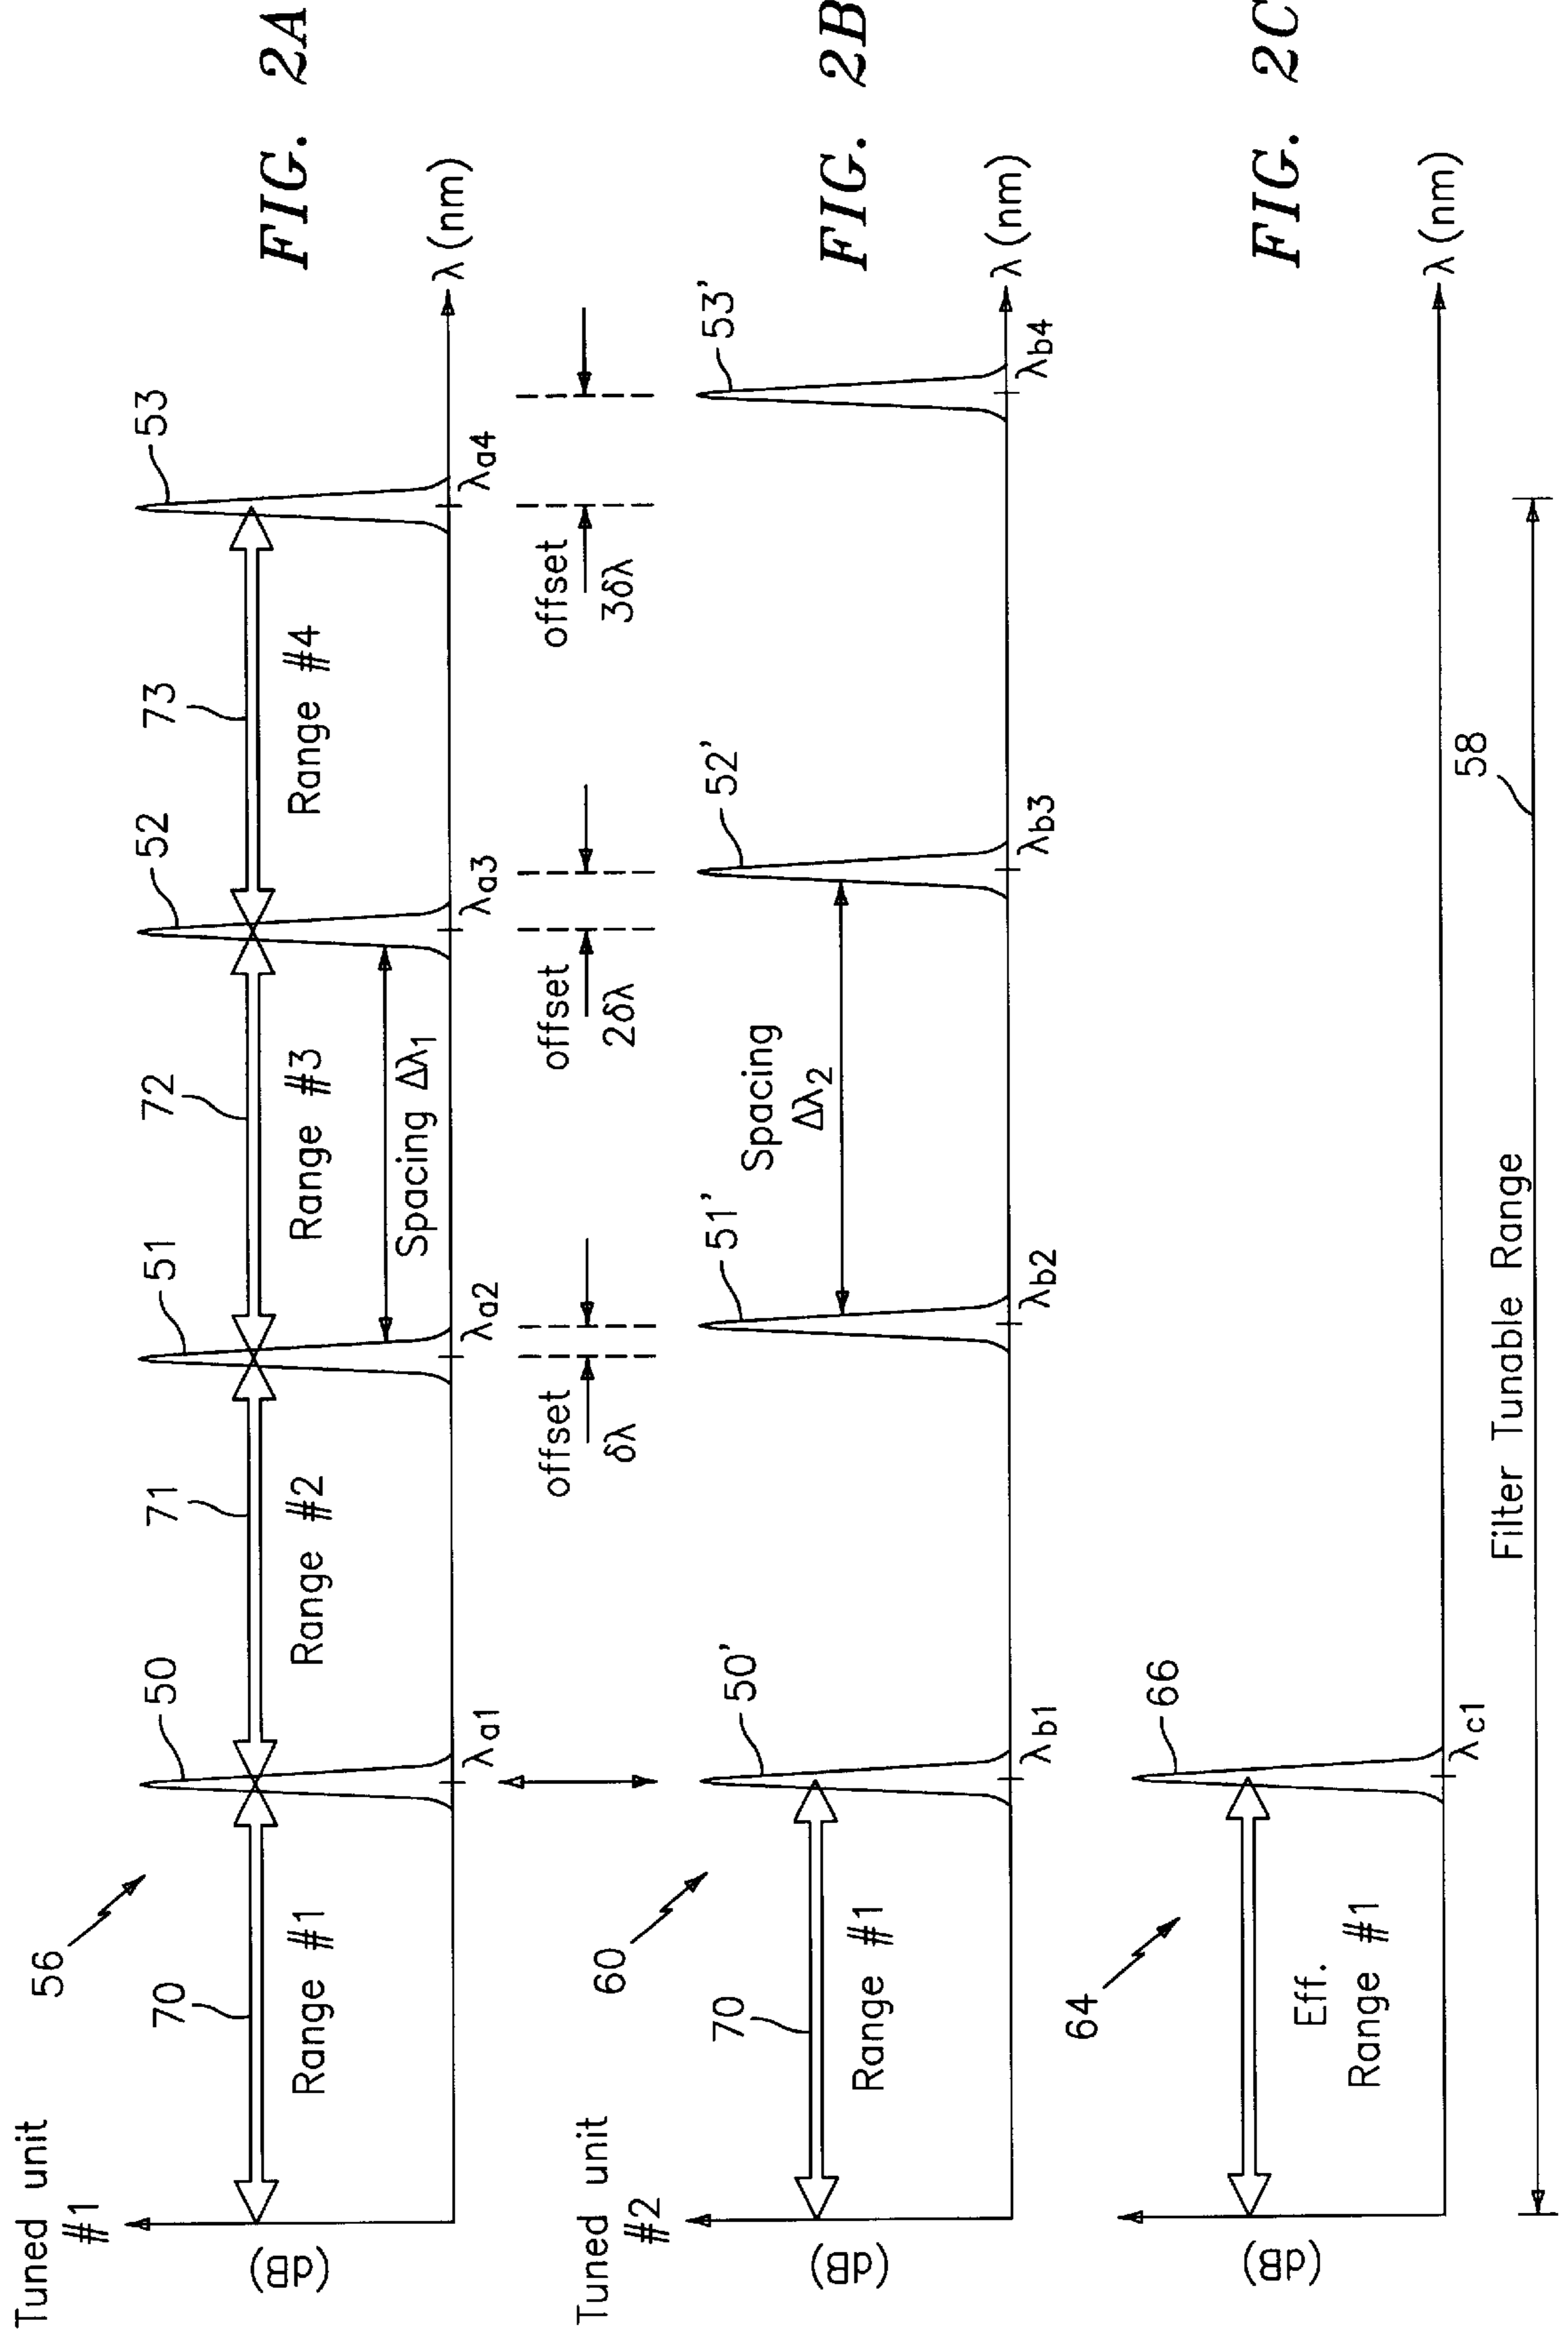 Tuned unit
#1
(dB)
56
70
Range #1
50
λa1
71
Range #2
51
λa2
72
Range #3
Spacing Δλ1
52
λa3
73
Range #4
53
λa4
λ (nm)
FIG. 2A
offset
δλ
offset
2δλ
offset
3δλ
Tuned unit
#2
(dB)
60
70
Range #1
50'
λb1
51'
λb2
Spacing
Δλ2
52'
λb3
53'
λb4
λ (nm)
FIG. 2B
(dB)
64
Eff.
Range #1
66
λc1
λ (nm)
FIG. 2C
Filter Tunable Range
58